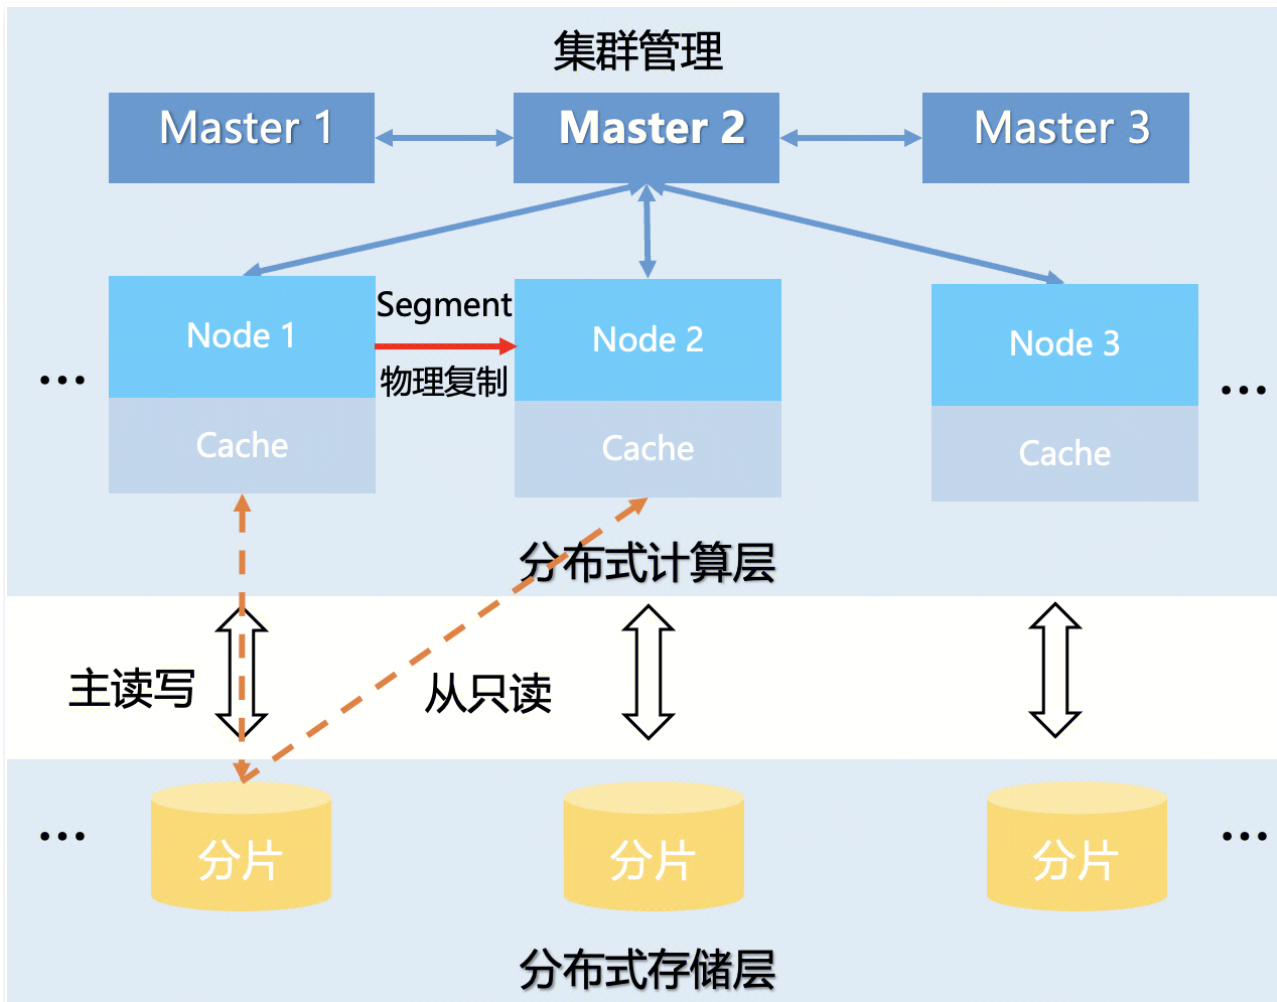 集群管理
Master 1
Master 2
Master 3
Node 1
Segment
物理复制
Node 2
Node 3
...
...
Cache
Cache
Cache
分布式计算层
主读写
从只读
...
分片
分片
分片
...
分布式存储层